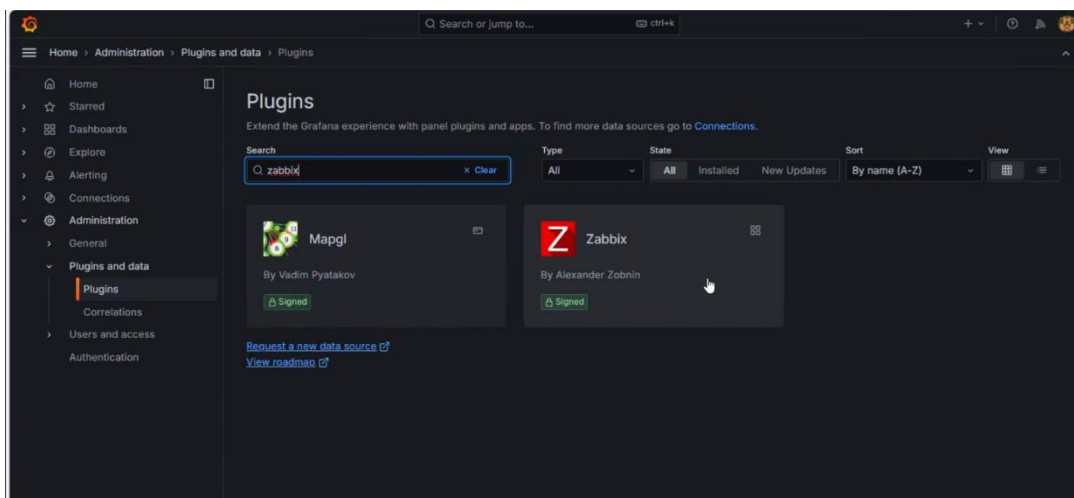 Search or jump to... ctrl+k
Home › Administration › Plugins and data › Plugins
Home
Starred
Dashboards
Explore
Alerting
Connections
Administration
General
Plugins and data
Plugins
Correlations
Users and access
Authentication
Plugins
Extend the Grafana experience with panel plugins and apps. To find more data sources go to Connections.
Search Type State Sort View
zabbix × Clear All All Installed New Updates By name (A-Z)
Mapgl
By Vadim Pyatakov
Signed
Z Zabbix
By Alexander Zobnin
Signed
Request a new data source
View roadmap